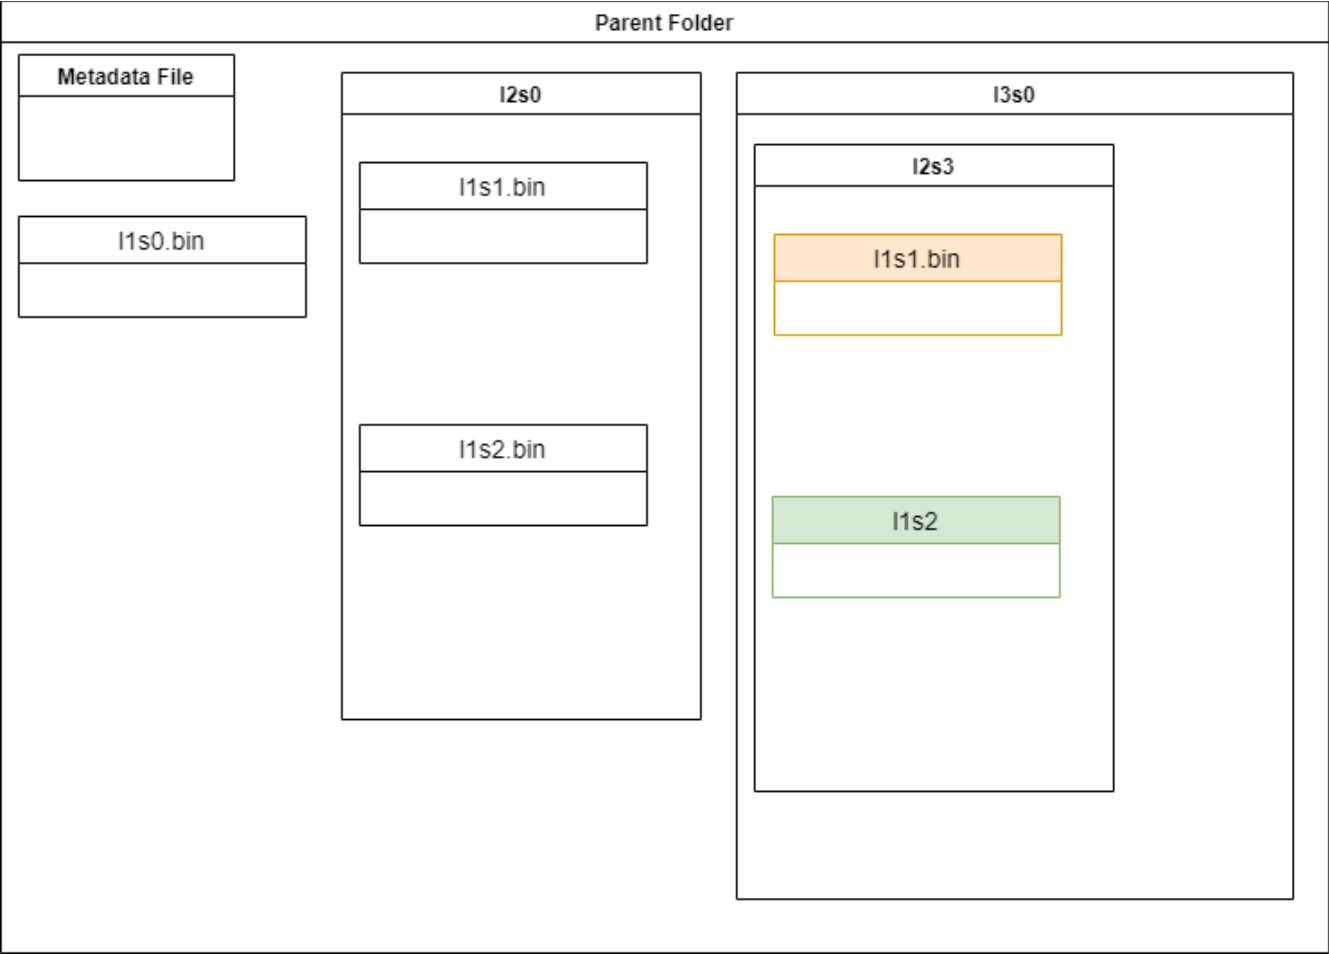 Parent Folder
Metadata File
l1s0.bin
l2s0
l1s1.bin
l1s2.bin
l3s0
l2s3
l1s1.bin
l1s2